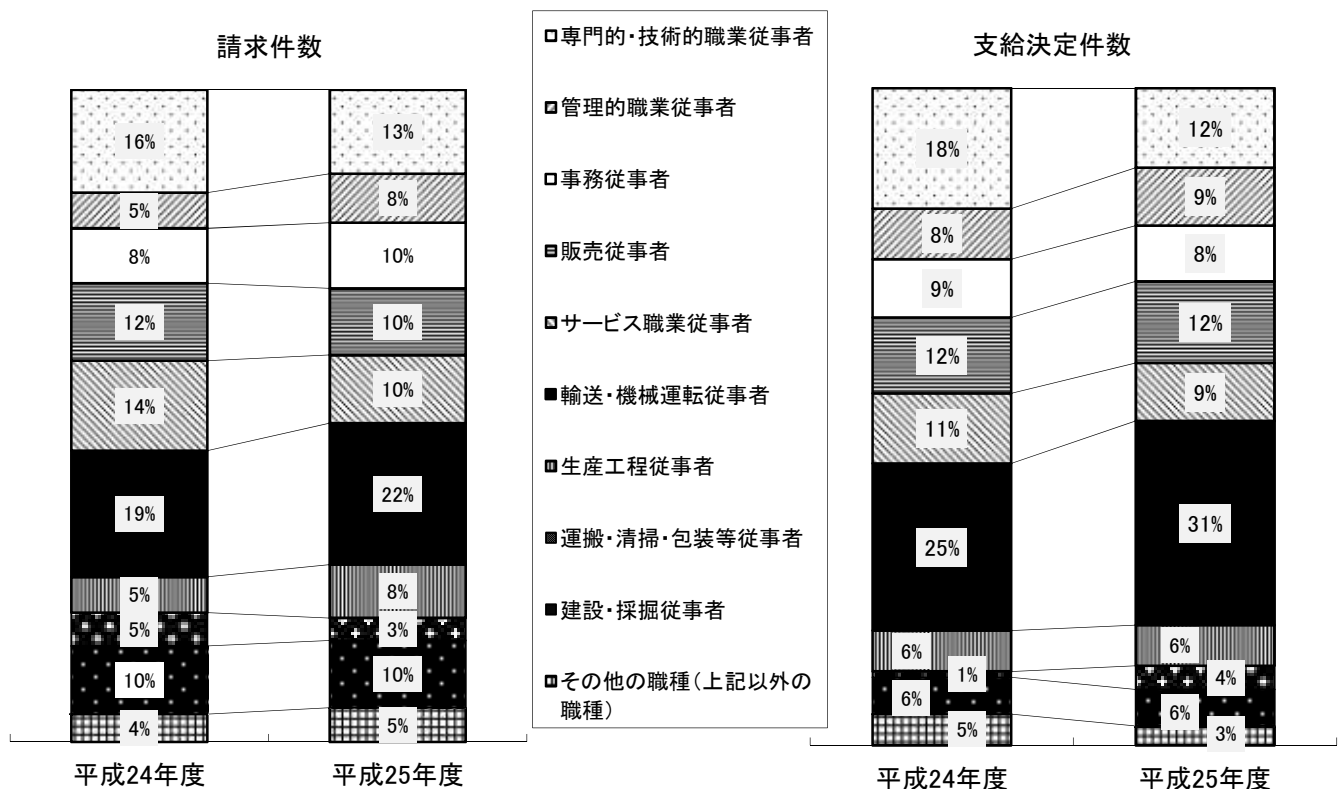 請求件数
16%
5%
8%
12%
14%
19%
5%
5%
10%
4%
13%
8%
10%
10%
10%
22%
8%
3%
10%
5%
平成24年度
平成25年度
専門的・技術的職業従事者
管理的職業従事者
事務従事者
販売従事者
サービス職業従事者
輸送・機械運転従事者
生産工程従事者
運搬・清掃・包装等従事者
建設・採掘従事者
その他の職種(上記以外の
職種)
支給決定件数
18%
8%
9%
12%
11%
25%
6%
1%
6%
5%
12%
9%
8%
12%
9%
31%
6%
4%
6%
3%
平成24年度
平成25年度